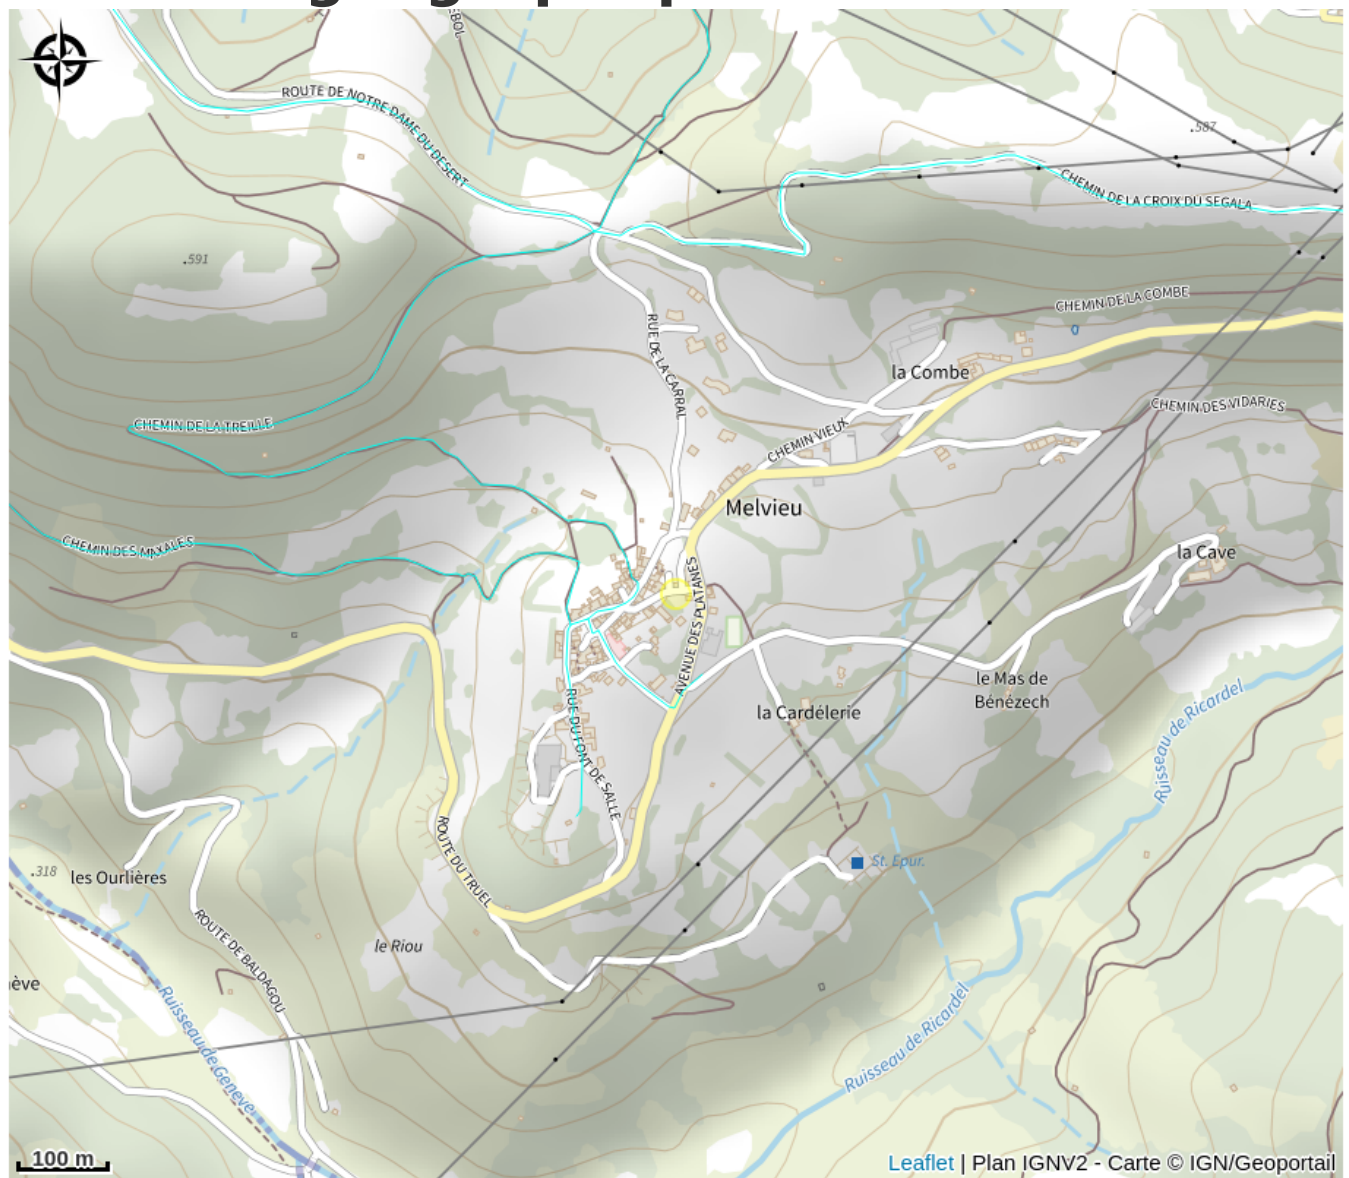 EBOL
ROUTE DE NOTRE DAME DU DESERT
.587
CHEMIN DE LA CROIX DU SEGALA
.591
CHEMIN DE LA COMBE
RUE DE LA CARRAL
la Combe
CHEMIN DES VIDARIES
CHEMIN DE LA TREILLE
CHEMIN VIEUX
Melvieu
CHEMIN DES MAXALES
la Cave
AVENUE DES PLATANES
le Mas de
Bénézech
la Cardélerie
Ruisseau de Ricardel
RUE DU FONT DE SALLE
ROUTE DU TRUEL
St. Epur.
.318
les Ourlières
ROUTE DE BALDAGOU
le Riou
ève
Ruisseau de Geneve
Ruisseau de Ricardel
100 m
Leaflet | Plan IGNV2 - Carte © IGN/Geoportail